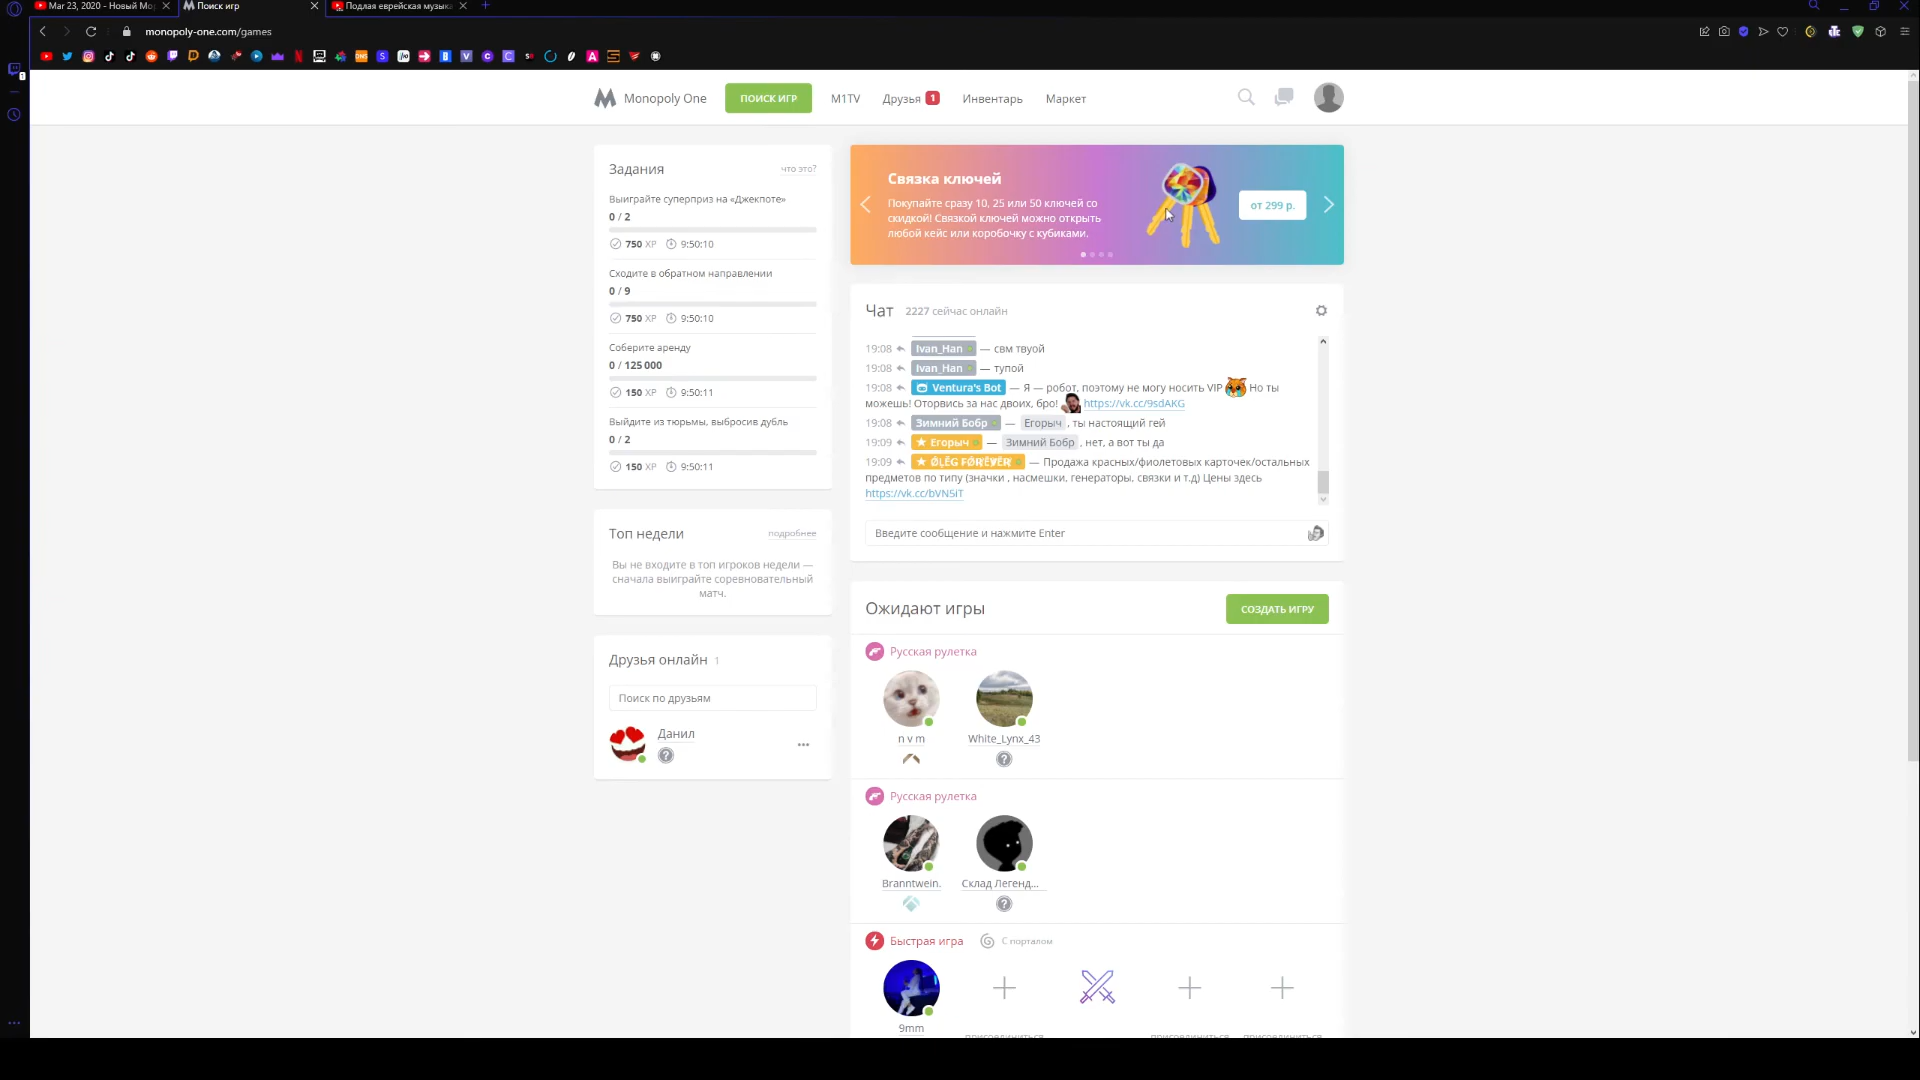 Mar 23, 2020 - Новый Мо
Поиск игр
Подлая еврейская музыка
monopoly-one.com/games
Monopoly One
ПОИСК ИГР
M1TV
Друзья 1
Инвентарь
Маркет
Задания
что это?
Выиграйте суперприз на «Джекпоте»
0 / 2
750 XP 9:50:10
Сходите в обратном направлении
0 / 9
750 XP 9:50:10
Соберите аренду
0 / 125 000
150 XP 9:50:11
Выйдите из тюрьмы, выбросив дубль
0 / 2
150 XP 9:50:11
Топ недели
подробнее
Вы не входите в топ игроков недели —
сначала выиграйте соревновательный
матч.
Друзья онлайн 1
Поиск по друзьям
Данил
Связка ключей
Покупайте сразу 10, 25 или 50 ключей со
скидкой! Связкой ключей можно открыть
любой кейс или коробочку с кубиками.
от 299 р.
Чат 2227 сейчас онлайн
19:08 Ivan_Han — свм твуой
19:08 Ivan_Han — тупой
19:08 Ventura's Bot — Я — робот, поэтому не могу носить VIP Но ты
можешь! Оторвись за нас двоих, бро! https://vk.cc/9sdAKG
19:08 Зимний Бобр — Егорыч, ты настоящий гей
19:09 Егорыч — Зимний Бобр, нет, а вот ты да
19:09 — Продажа красных/фиолетовых карточек/остальных
предметов по типу (значки , насмешки, генераторы, связки и т.д) Цены здесь
https://vk.cc/bVN5iT
Введите сообщение и нажмите Enter
Ожидают игры
СОЗДАТЬ ИГРУ
Русская рулетка
n v m
White_Lynx_43
Русская рулетка
Branntwein.
Склад Легенд...
Быстрая игра С порталом
9mm